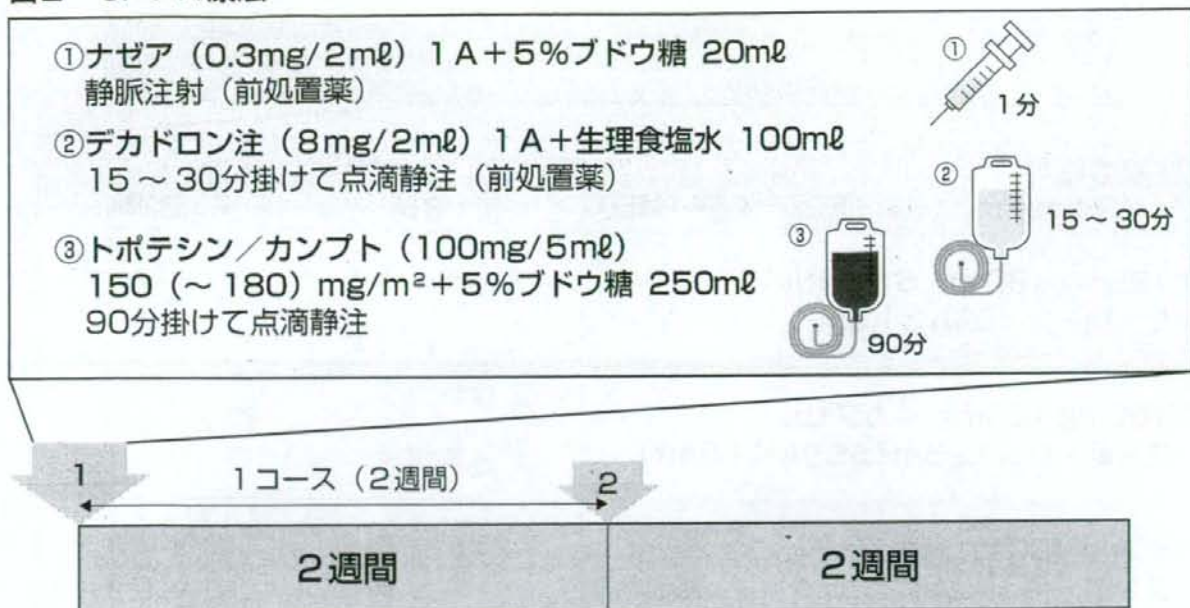 ①ナゼア（0.3mg/2mℓ）1A＋5％ブドウ糖 20mℓ
静脈注射（前処置薬）
②デカドロン注（8mg/2mℓ）1A＋生理食塩水 100mℓ
15～30分掛けて点滴静注（前処置薬）
③トポテシン／カンプト（100mg/5mℓ）
150（～180）mg/m²＋5％ブドウ糖 250mℓ
90分掛けて点滴静注
①
1分
②
15～30分
③
90分
1
1コース（2週間）
2
2週間
2週間